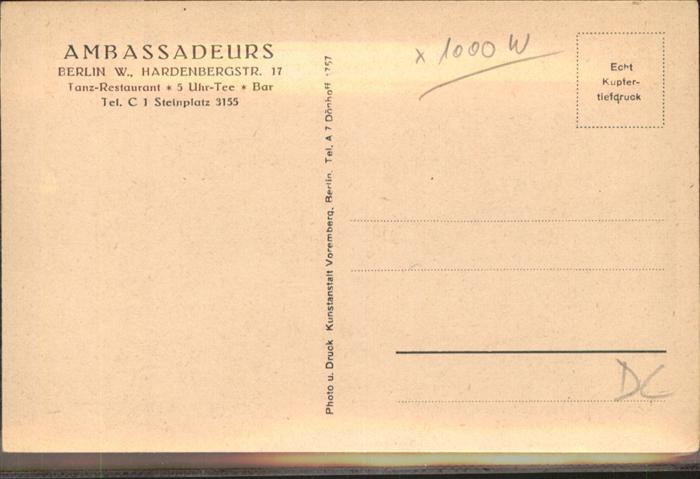 AMBASSADEURS
BERLIN W., HARDENBERGSTR. 17
Tanz-Restaurant * 5 Uhr-Tee * Bar
Tel. C 1 Steinplatz 3155
x 1000 W
Echt
Kupfer-
tiefdruck
Photo u. Druck Kunstanstalt Voremberg, Berlin. Tel. A 7 Dönhoff 1757
DC